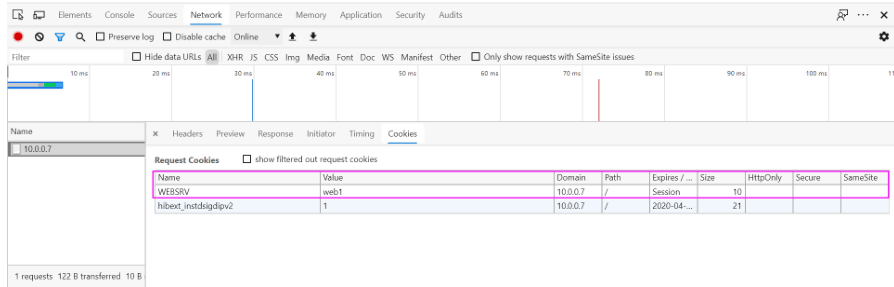 Elements Console Sources Network Performance Memory Application Security Audits
Preserve log Disable cache Online
Filter Hide data URLs All XHR JS CSS Img Media Font Doc WS Manifest Other Only show requests with SameSite issues
10 ms 20 ms 30 ms 40 ms 50 ms 60 ms 70 ms 80 ms 90 ms 100 ms 11
Name × Headers Preview Response Initiator Timing Cookies
10.0.0.7
Request Cookies show filtered out request cookies
Name Value Domain Path Expires / ... Size HttpOnly Secure SameSite
WEBSRV web1 10.0.0.7 / Session 10
hibext_instdsigdipv2 1 10.0.0.7 / 2020-04-... 21
1 requests 122 B transferred 10 B